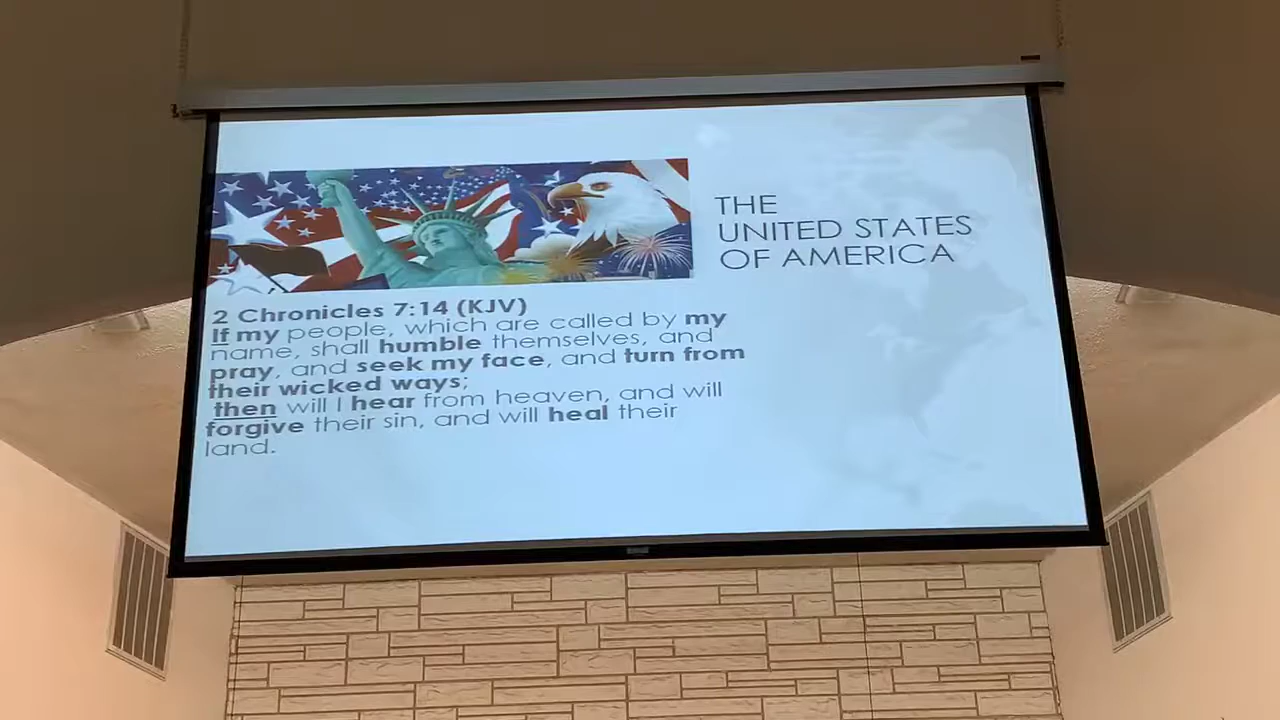 THE
UNITED STATES
OF AMERICA
2 Chronicles 7:14 (KJV)
If my people, which are called by my
name, shall humble themselves, and
pray, and seek my face, and turn from
their wicked ways;
then will I hear from heaven, and will
forgive their sin, and will heal their
land.